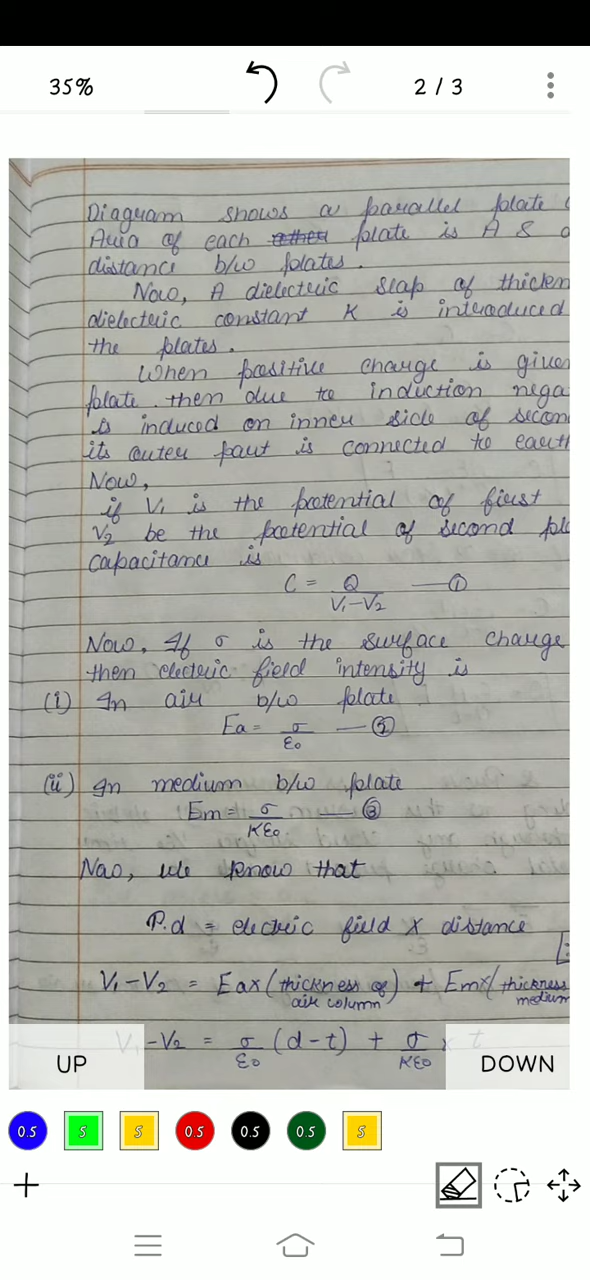 35%
2 / 3
Diagram shows a parallel plate
Area of each other plate is A &
distance b/w plates.
Now, A dielectric slap of thicken
dielectric constant K is introduced
the plates.
When positive charge is given
plate then due to induction nega
is induced on inner side of secon
its outer part is connected to earth
Now,
if V1 is the potential of first
V2 be the potential of second pla
capacitance is
C = Q / V1-V2 — ①
Now, If σ is the surface charge
then electric field intensity is
(i) In air b/w plate
Ea = σ / ε0 — ②
(ii) In medium b/w plate
Em = σ / Kε0 — ③
Nao, we know that
P.d = electric field × distance
V1-V2 = Ea×(thickness of air column) + Em×(thickness medium
V1-V2 = σ/ε0 (d-t) + σ/Kε0 × t
UP
DOWN
0.5 5 5 0.5 0.5 0.5 5